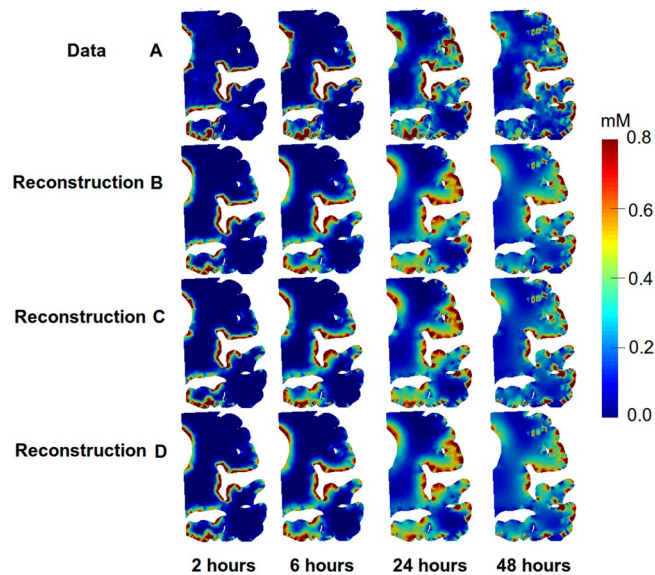 Data A
mM
0.8
Reconstruction B
0.6
0.4
Reconstruction C
0.2
0.0
Reconstruction D
2 hours 6 hours 24 hours 48 hours